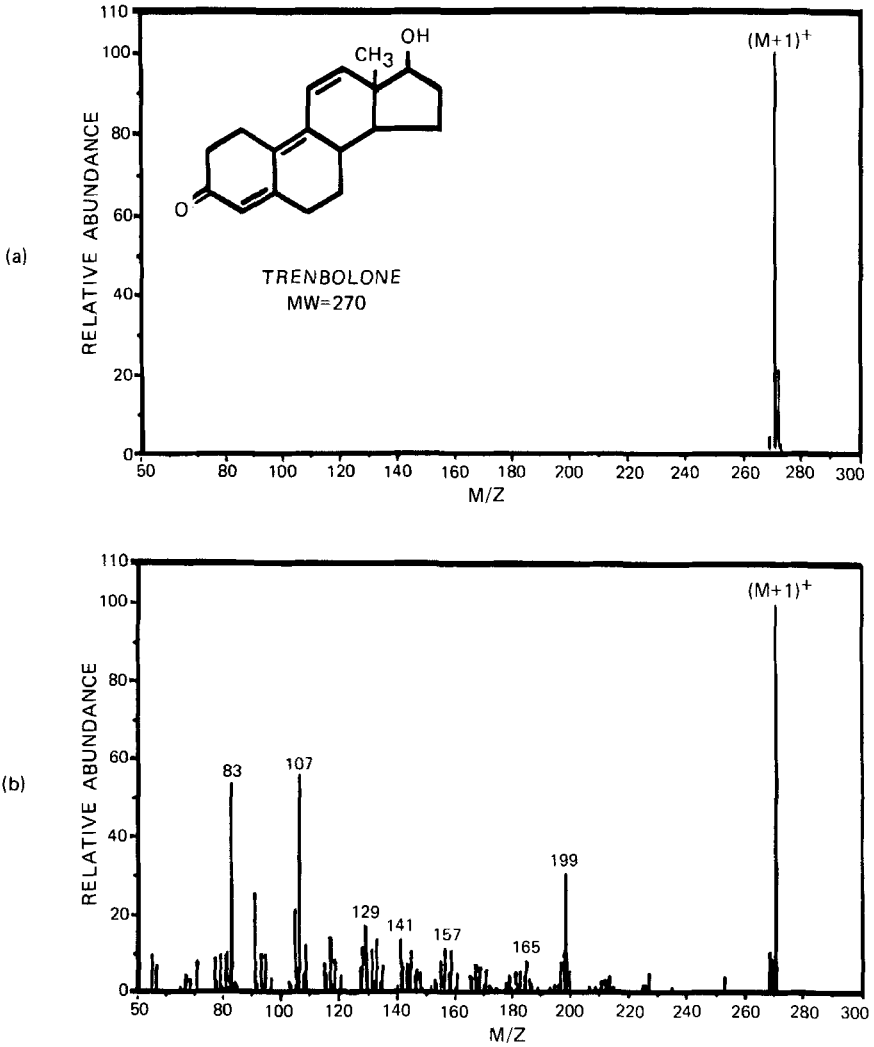 (a)
RELATIVE ABUNDANCE
110
100
80
60
40
20
0
OH
CH3
O
TRENBOLONE
MW=270
(M+1)+
50 80 100 120 140 160 180 200 220 240 260 280 300
M/Z
(b)
RELATIVE ABUNDANCE
110
100
80
60
40
20
0
(M+1)+
83
107
129
141
157
165
199
50 80 100 120 140 160 180 200 220 240 260 280 300
M/Z